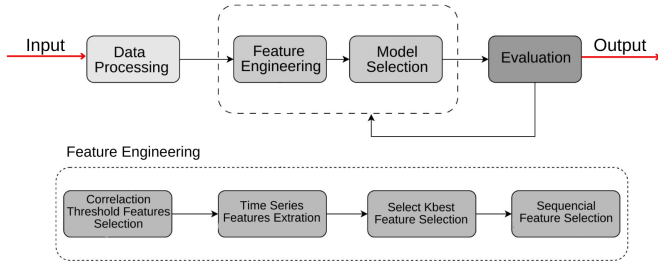 Input
Data
Processing
Feature
Engineering
Model
Selection
Evaluation
Output
Feature Engineering
Correlaction
Threshold Features
Selection
Time Series
Features Extration
Select Kbest
Feature Selection
Sequencial
Feature Selection